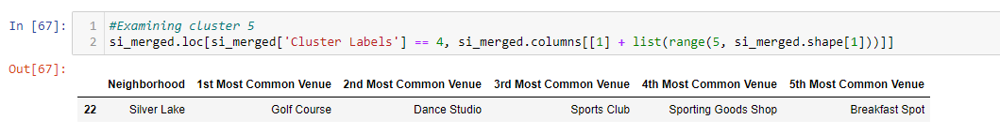 In [67]:
1 #Examining cluster 5
2 si_merged.loc[si_merged['Cluster Labels'] == 4, si_merged.columns[[1] + list(range(5, si_merged.shape[1]))]]
Out[67]:
Neighborhood 1st Most Common Venue 2nd Most Common Venue 3rd Most Common Venue 4th Most Common Venue 5th Most Common Venue
22 Silver Lake Golf Course Dance Studio Sports Club Sporting Goods Shop Breakfast Spot